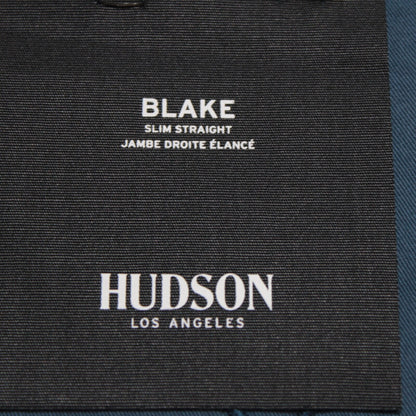 BLAKE
SLIM STRAIGHT
JAMBE DROITE ÉLANCÉ
HUDSON
LOS ANGELES